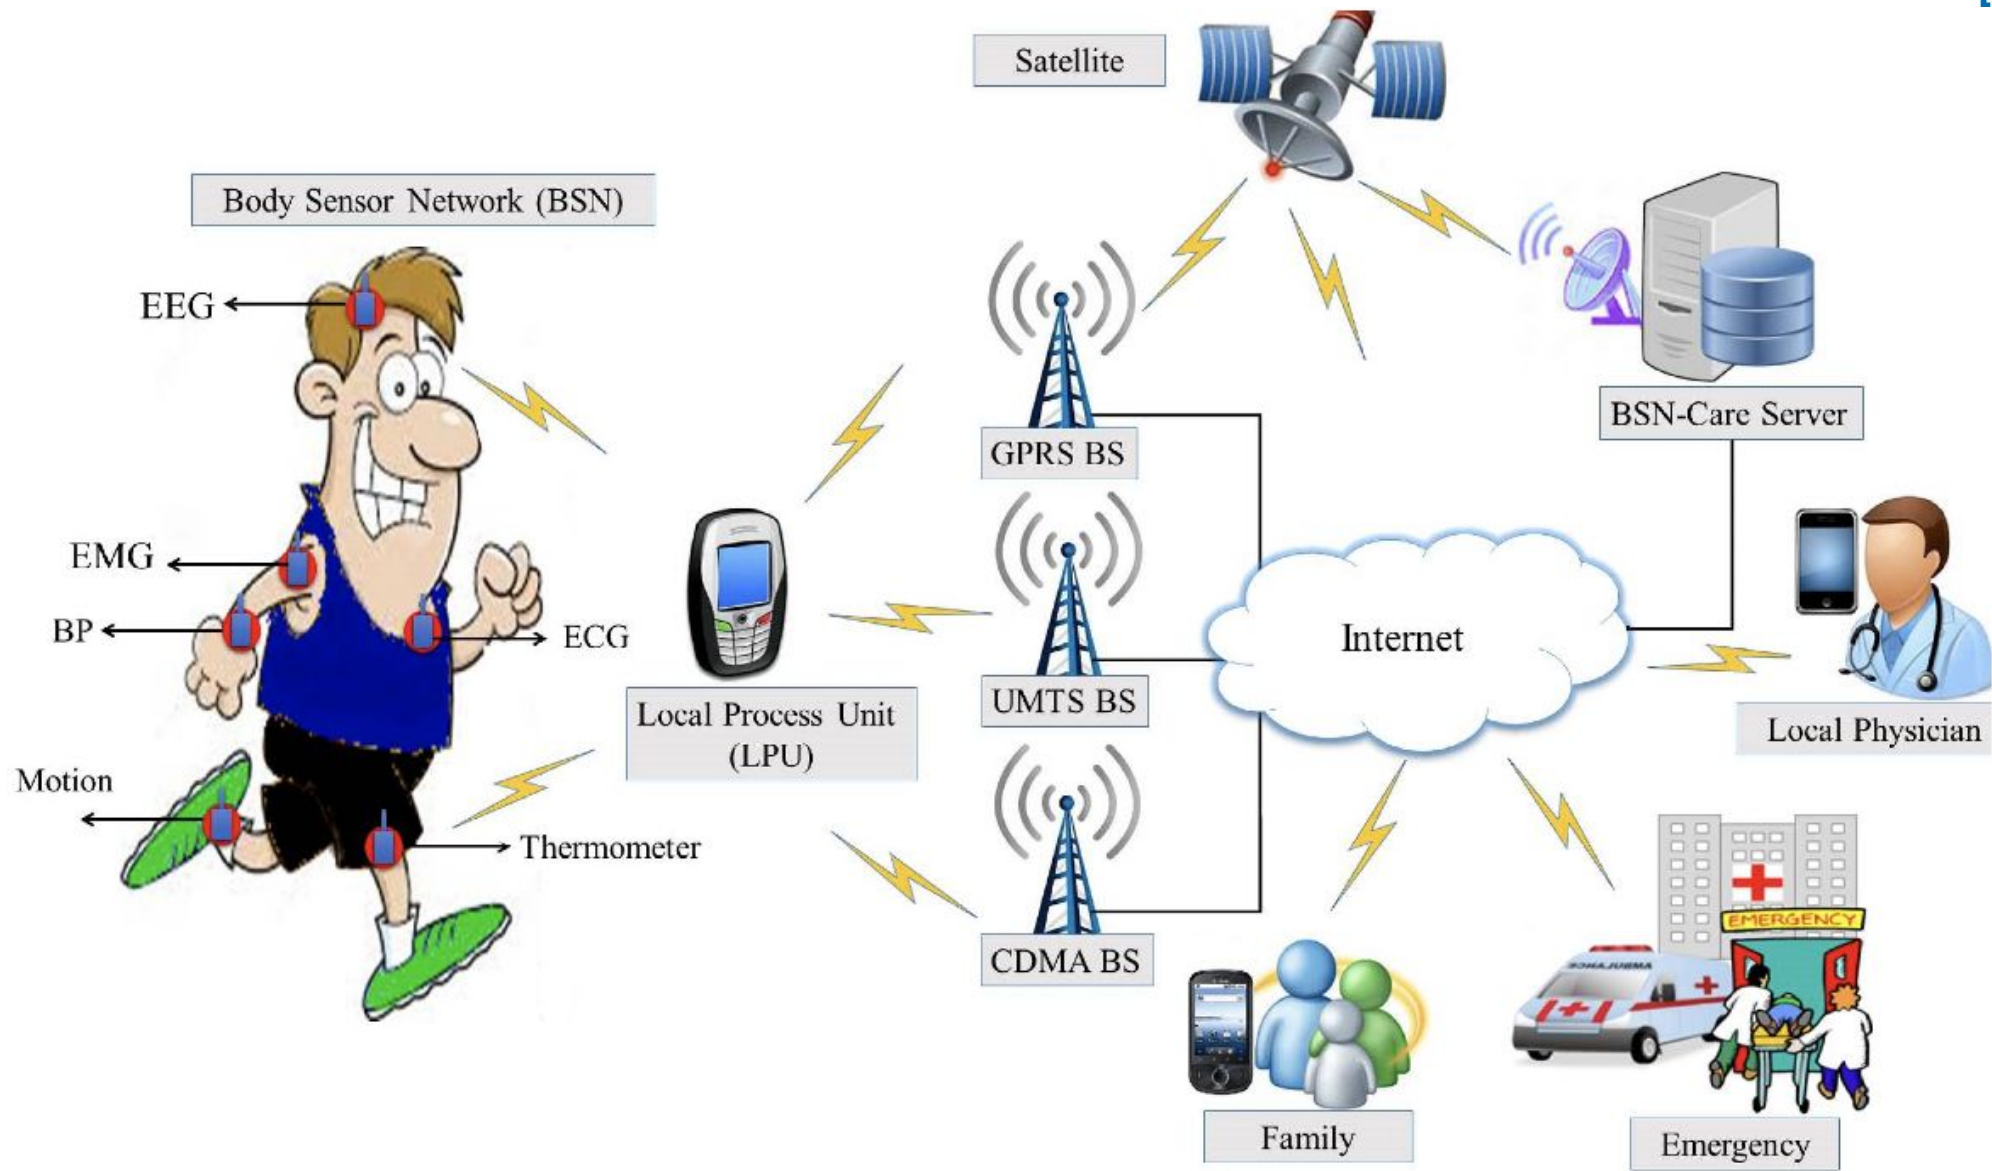 Satellite
Body Sensor Network (BSN)
EEG
GPRS BS
BSN-Care Server
EMG
BP
ECG
Internet
Local Process Unit
(LPU)
UMTS BS
Local Physician
Motion
Thermometer
CDMA BS
EMERGENCY
Family
Emergency